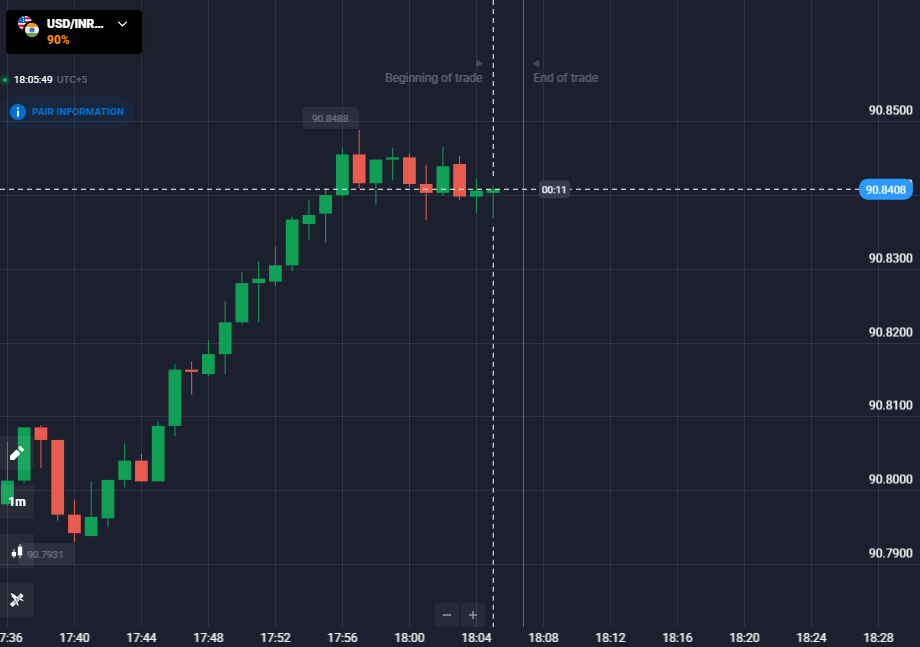 USD/INR...
90%
18:05:49 UTC+5
i PAIR INFORMATION
Beginning of trade
End of trade
90.8488
90.8500
00:11
90.8408
90.8300
90.8200
90.8100
90.8000
1m
90.7931
90.7900
7:36 17:40 17:44 17:48 17:52 17:56 18:00 18:04 18:08 18:12 18:16 18:20 18:24 18:28